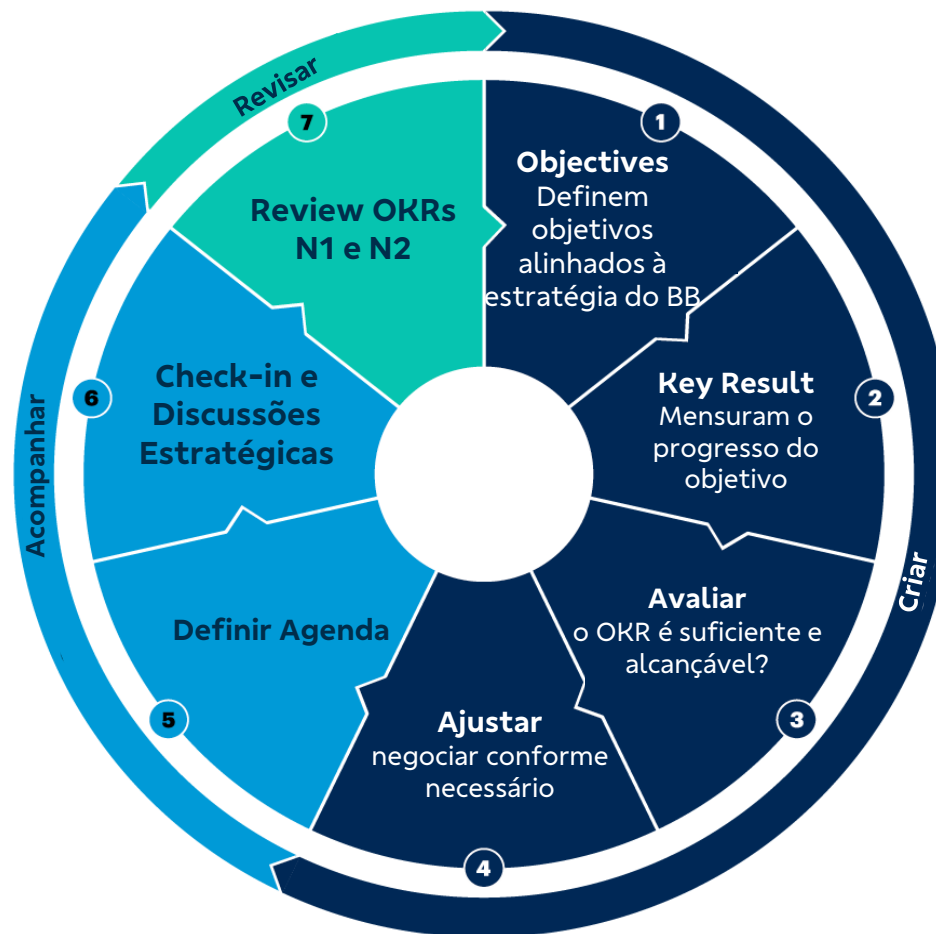 Revisar
7
Review OKRs
N1 e N2
1
Objectives
Definem
objetivos
alinhados à
estratégia do BB
2
Key Result
Mensuram o
progresso do
objetivo
Criar
3
Avaliar
o OKR é suficiente e
alcançável?
4
Ajustar
negociar conforme
necessário
5
Definir Agenda
Acompanhar
6
Check-in e
Discussões
Estratégicas